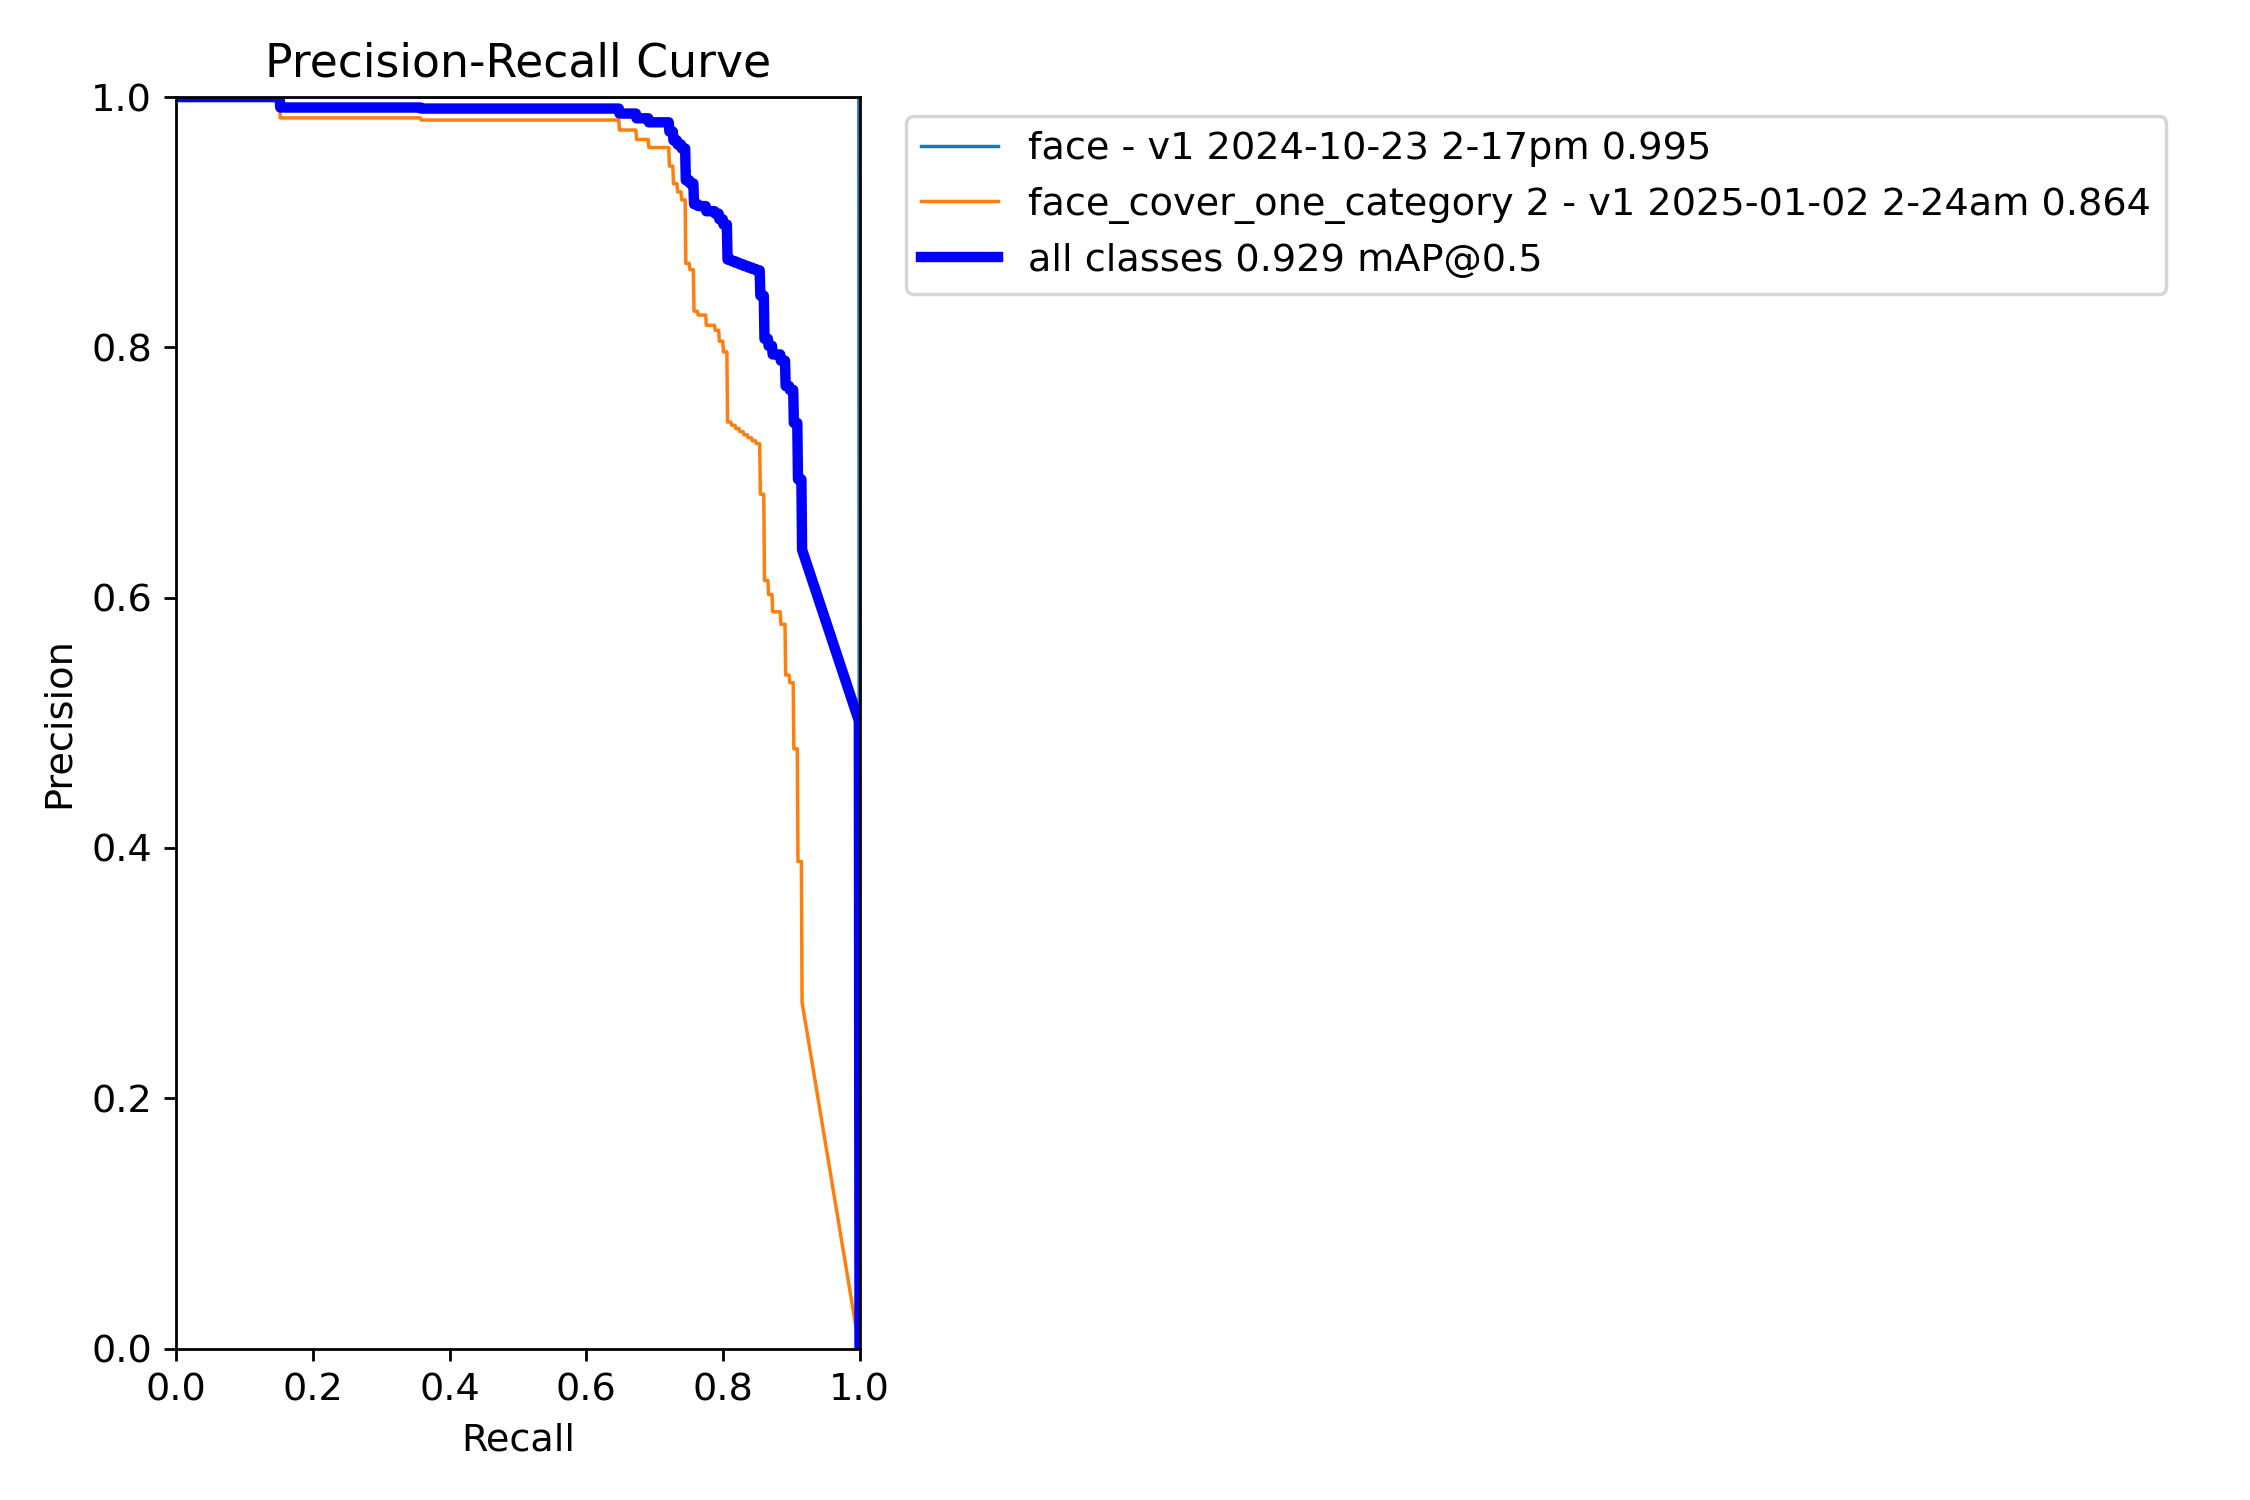 Precision-Recall Curve
face - v1 2024-10-23 2-17pm 0.995
face_cover_one_category 2 - v1 2025-01-02 2-24am 0.864
all classes 0.929 mAP@0.5
1.0
0.8
0.6
0.4
0.2
0.0
Precision
0.0 0.2 0.4 0.6 0.8 1.0
Recall